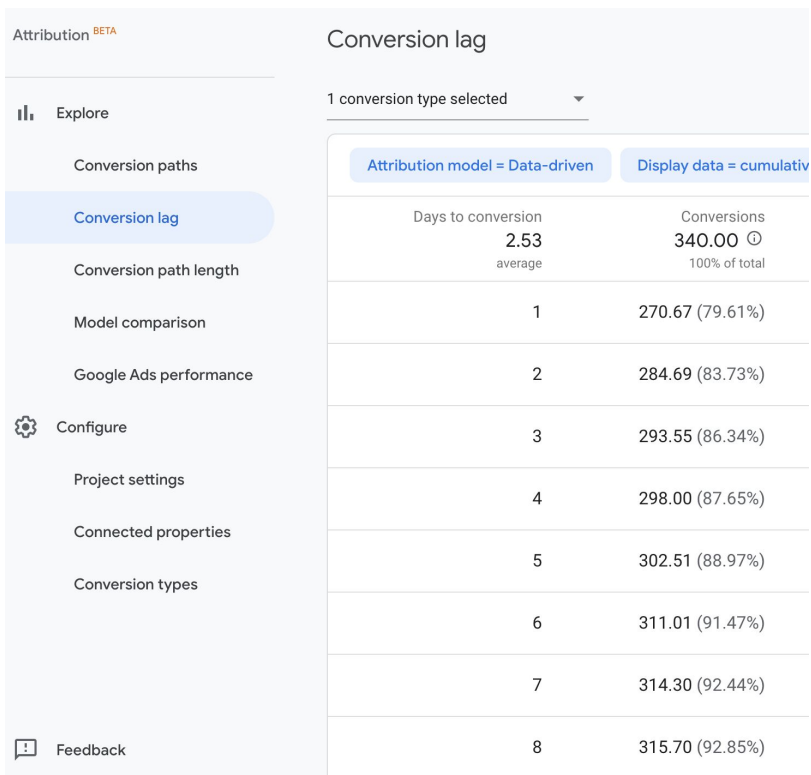 Attribution BETA
Explore
Conversion paths
Conversion lag
Conversion path length
Model comparison
Google Ads performance
Configure
Project settings
Connected properties
Conversion types
Feedback
Conversion lag
1 conversion type selected
Attribution model = Data-driven Display data = cumulativ
Days to conversion Conversions
2.53 340.00
average 100% of total
1 270.67 (79.61%)
2 284.69 (83.73%)
3 293.55 (86.34%)
4 298.00 (87.65%)
5 302.51 (88.97%)
6 311.01 (91.47%)
7 314.30 (92.44%)
8 315.70 (92.85%)